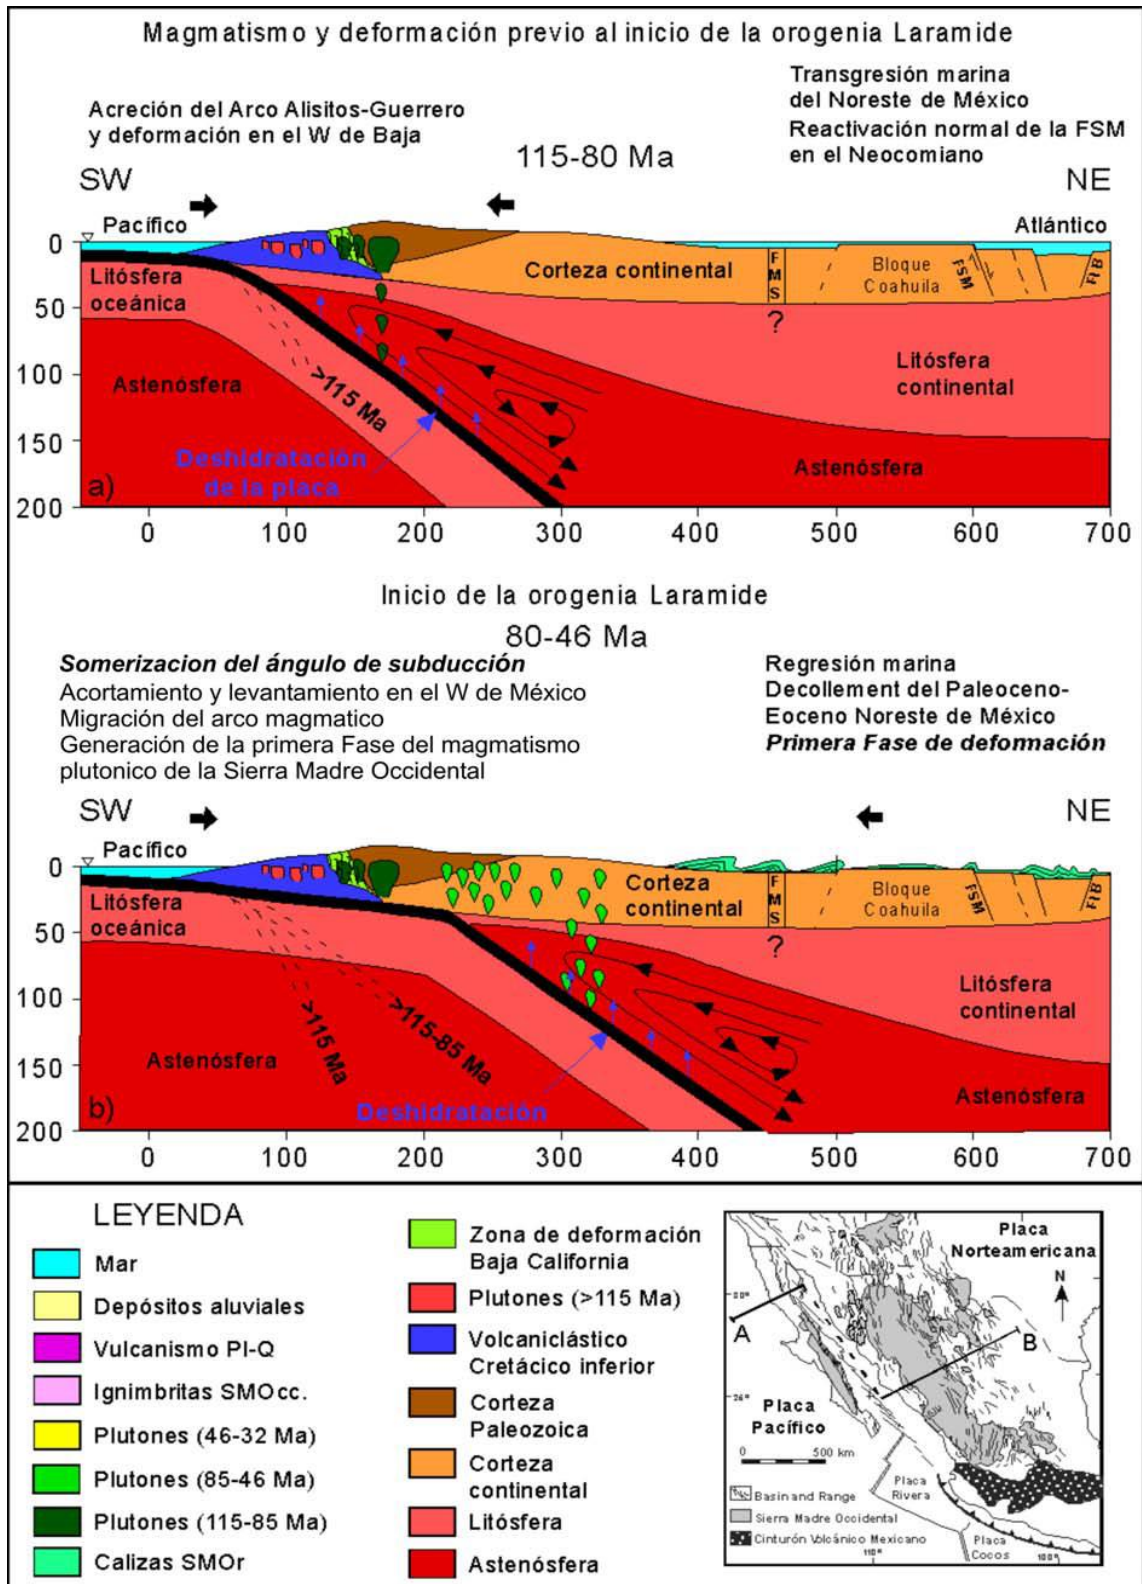 Magmatismo y deformación previo al inicio de la orogenia Laramide
Acreción del Arco Alisitos-Guerrero
y deformación en el W de Baja
115-80 Ma
Transgresión marina
del Noreste de México
Reactivación normal de la FSM
en el Neocomiano
SW
NE
Pacífico
Atlántico
0
50
100
150
200
Litósfera
oceánica
Corteza continental
FMS
?
Bloque
Coahuila
FSM
Astenósfera
>115 Ma
Litósfera
continental
Deshidratación
de la placa
Astenósfera
a)
0 100 200 300 400 500 600 700
Inicio de la orogenia Laramide
80-46 Ma
Somerizacion del ángulo de subducción
Acortamiento y levantamiento en el W de México
Migración del arco magmatico
Generación de la primera Fase del magmatismo
plutonico de la Sierra Madre Occidental
Regresión marina
Decollement del Paleoceno-
Eoceno Noreste de México
Primera Fase de deformación
SW
NE
Pacífico
0
50
100
150
200
Litósfera
oceánica
Corteza
continental
FMS
?
Bloque
Coahuila
FSM
Litósfera
continental
>115 Ma
>115-85 Ma
Astenósfera
Astenósfera
Deshidratación
b)
0 100 200 300 400 500 600 700
LEYENDA
Mar
Depósitos aluviales
Vulcanismo Pl-Q
Ignimbritas SMOcc.
Plutones (46-32 Ma)
Plutones (85-46 Ma)
Plutones (115-85 Ma)
Calizas SMOr
Zona de deformación
Baja California
Plutones (>115 Ma)
Volcaniclástico
Cretácico inferior
Corteza
Paleozoica
Corteza
continental
Litósfera
Astenósfera
Placa
Norteamericana
N
A
B
26°
Placa
Pacífico
0 500 km
Placa
Rivera
Placa
Cocos
Basin and Range
Sierra Madre Occidental
Cinturón Volcánico Mexicano
110°
100°